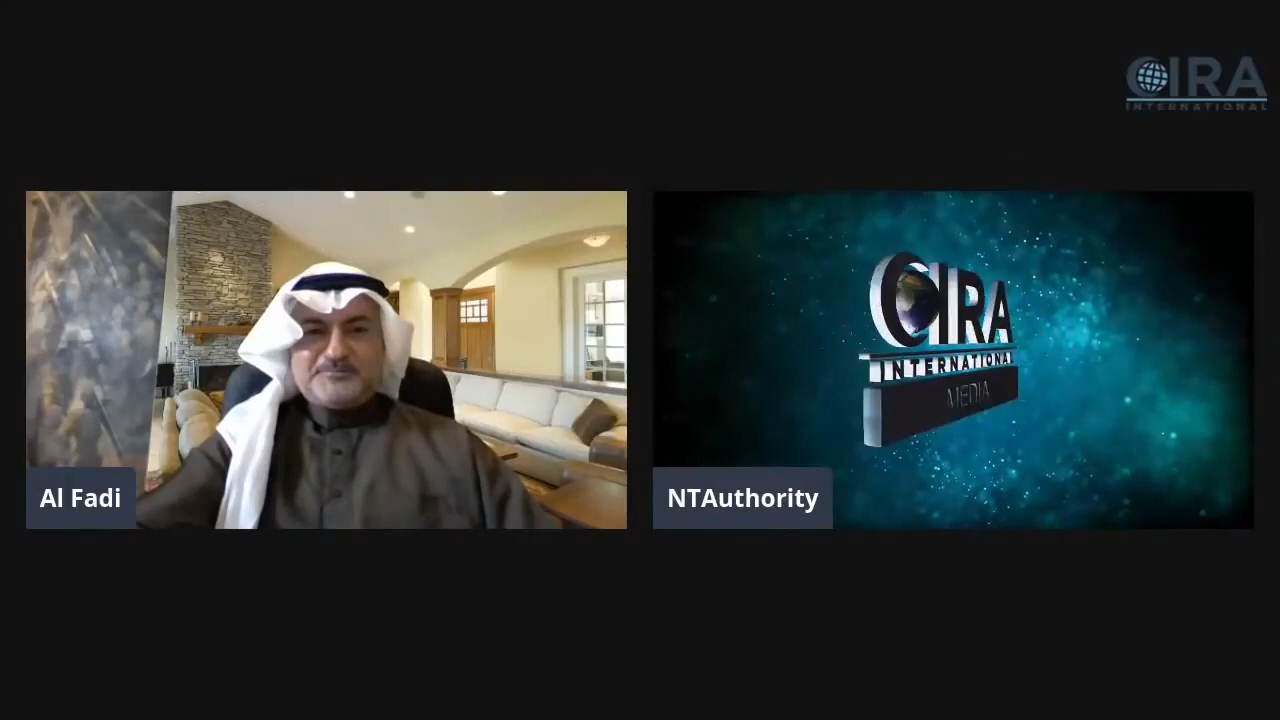 CIRA
INTERNATIONAL
CIRA
INTERNATIONAL
MEDIA
Al Fadi
NTAuthority